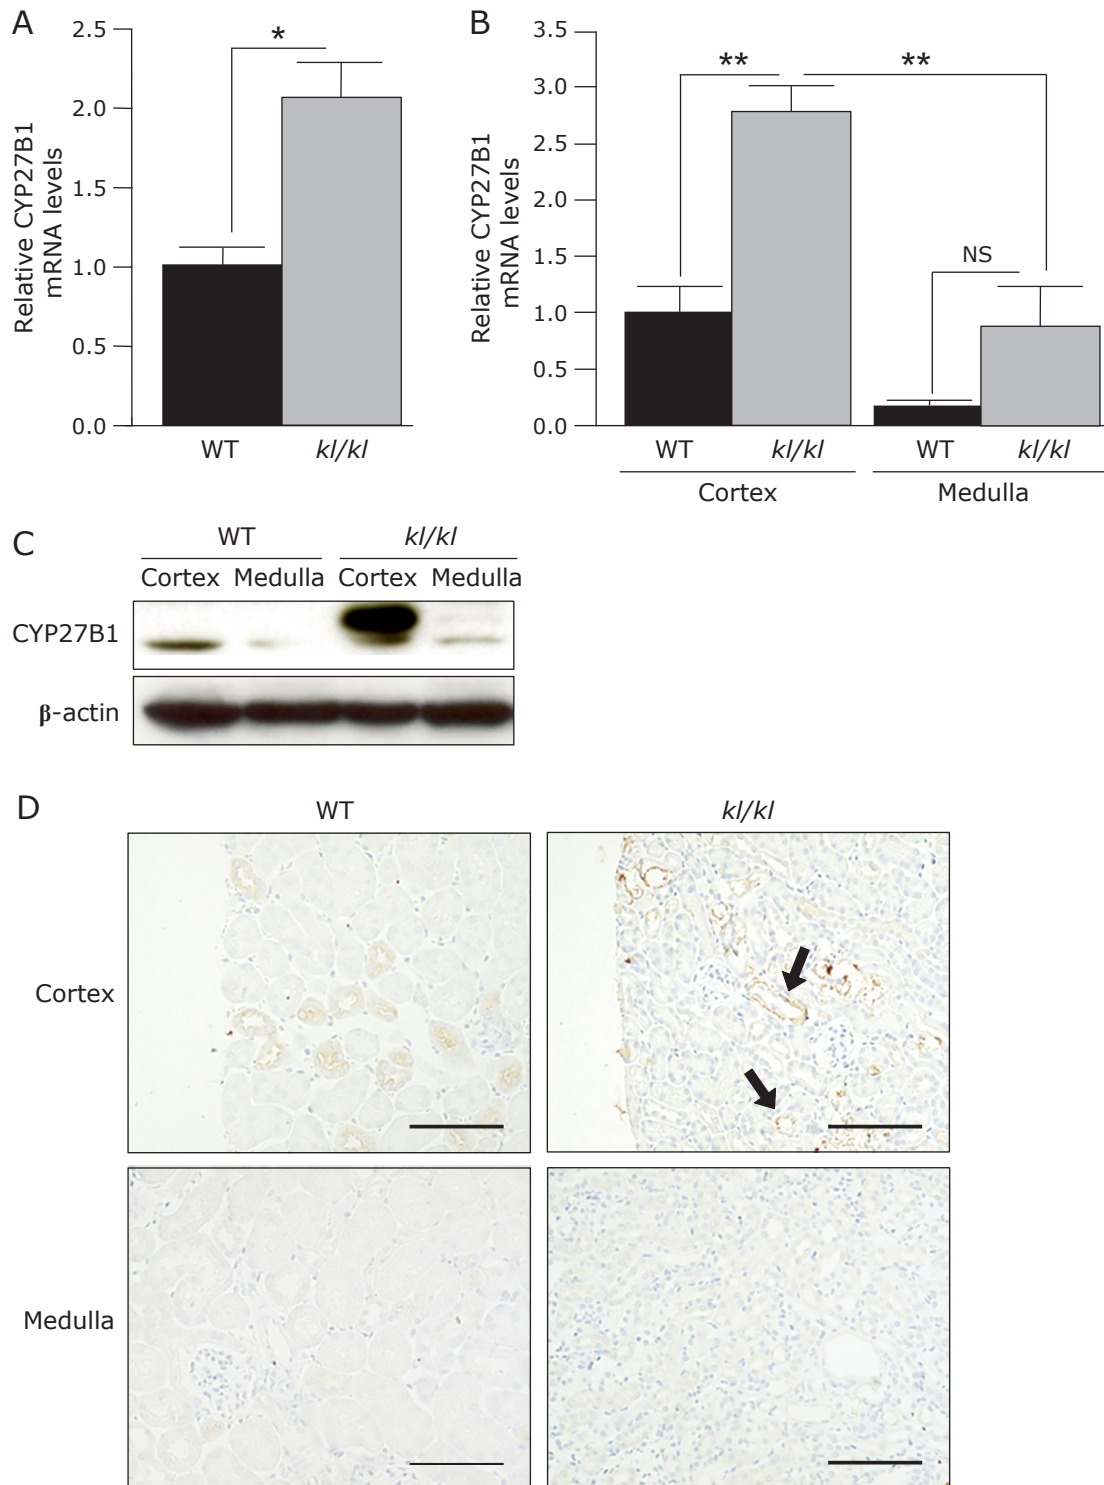 A
2.5
2.0
1.5
1.0
0.5
0.0
Relative CYP27B1
mRNA levels
*
WT
kl/kl
B
3.5
3.0
2.5
2.0
1.5
1.0
0.5
0.0
Relative CYP27B1
mRNA levels
**
**
NS
WT
kl/kl
WT
kl/kl
Cortex
Medulla
C
WT
kl/kl
Cortex Medulla Cortex Medulla
CYP27B1
β-actin
D
WT
kl/kl
Cortex
Medulla